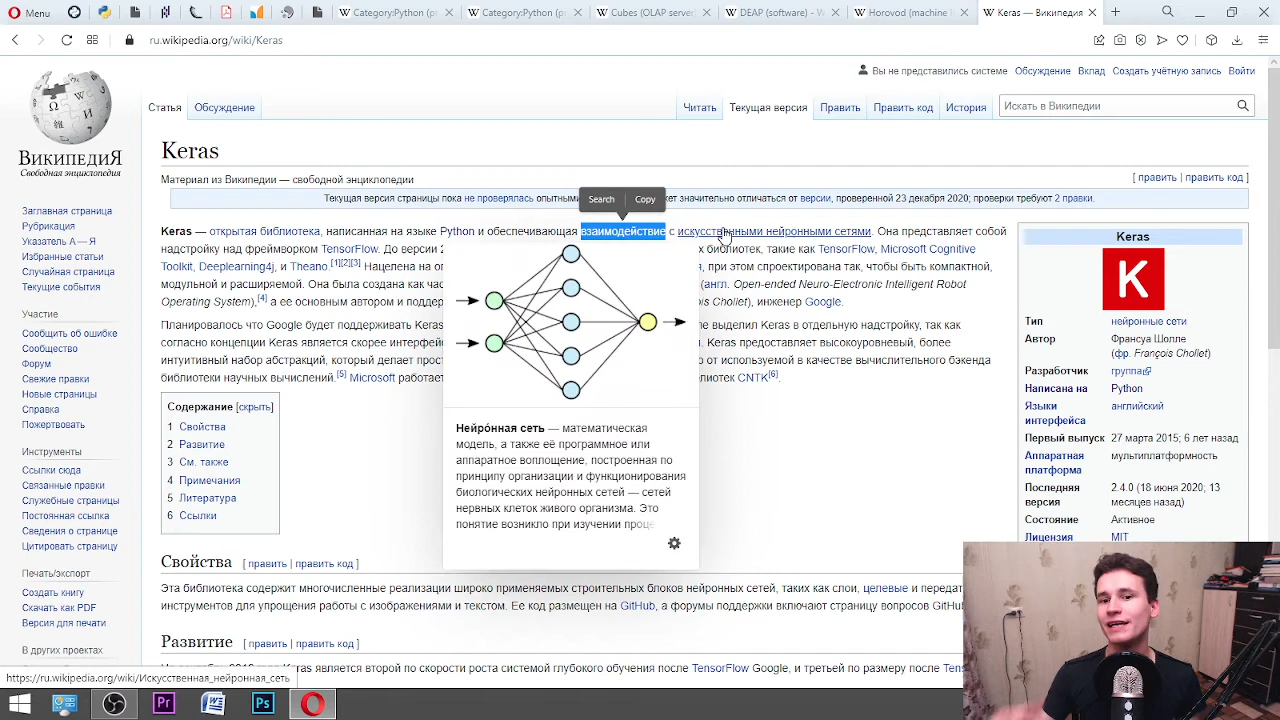 Меню
Category:Python (p
Category:Python (p
Cubes (OLAP server)
DEAP (software) - W
Horovod (machine l
Keras — Википедия
ru.wikipedia.org/wiki/Keras
Вы не представились системе
Обсуждение
Вклад
Создать учётную запись
Войти
Статья
Обсуждение
Читать
Текущая версия
Править
Править код
История
Искать в Википедии
ВикипедиЯ
Свободная энциклопедия
Заглавная страница
Рубрикация
Указатель А — Я
Избранные статьи
Случайная страница
Текущие события
Участие
Сообщить об ошибке
Сообщество
Форум
Свежие правки
Новые страницы
Справка
Пожертвовать
Инструменты
Ссылки сюда
Связанные правки
Служебные страницы
Постоянная ссылка
Сведения о странице
Цитировать страницу
Печать/экспорт
Создать книгу
Скачать как PDF
Версия для печати
В других проектах
Keras
Материал из Википедии — свободной энциклопедии
[ править | править код ]
Текущая версия страницы пока не проверялась опытными
жет значительно отличаться от версии, проверенной 23 декабря 2020; проверки требуют 2 правки.
Search
Copy
Keras — открытая библиотека, написанная на языке Python и обеспечивающая взаимодействие с искусственными нейронными сетями. Она представляет собой
надстройку над фреймворком TensorFlow. До версии 2
х библиотек, такие как TensorFlow, Microsoft Cognitive
Toolkit, Deeplearning4j, и Theano.[1][2][3] Нацелена на оп
, при этом спроектирована так, чтобы быть компактной,
модульной и расширяемой. Она была создана как час
(англ. Open-ended Neuro-Electronic Intelligent Robot
Operating System),[4] а ее основным автором и подде
ois Chollet), инженер Google.
Планировалось что Google будет поддерживать Keras
е выделил Keras в отдельную надстройку, так как
согласно концепции Keras является скорее интерфей
. Keras предоставляет высокоуровневый, более
интуитивный набор абстракций, который делает прост
о от используемой в качестве вычислительного бэкенда
библиотеки научных вычислений.[5] Microsoft работает
лиотек CNTK[6].
Нейро́нная сеть — математическая
модель, а также её программное или
аппаратное воплощение, построенная по
принципу организации и функционирования
биологических нейронных сетей — сетей
нервных клеток живого организма. Это
понятие возникло при изучении проце
Содержание [скрыть]
1 Свойства
2 Развитие
3 См. также
4 Примечания
5 Литература
6 Ссылки
Keras
K
Тип нейронные сети
Автор Франсуа Шолле
(фр. François Chollet)
Разработчик группа
Написана на Python
Языки английский
интерфейса
Первый выпуск 27 марта 2015; 6 лет назад
Аппаратная мультиплатформость
платформа
Последняя 2.4.0 (18 июня 2020; 13
версия месяцев назад)
Состояние Активное
Лицензия MIT
Свойства [ править | править код ]
Эта библиотека содержит многочисленные реализации широко применяемых строительных блоков нейронных сетей, таких как слои, целевые и передат
инструментов для упрощения работы с изображениями и текстом. Ее код размещен на GitHub, а форумы поддержки включают страницу вопросов GitHu
Развитие [ править | править код ]
Keras является второй по скорости роста системой глубокого обучения после TensorFlow Google, и третьей по размеру после Tens
https://ru.wikipedia.org/wiki/Искусственная_нейронная_сеть
Pr
W
Ps